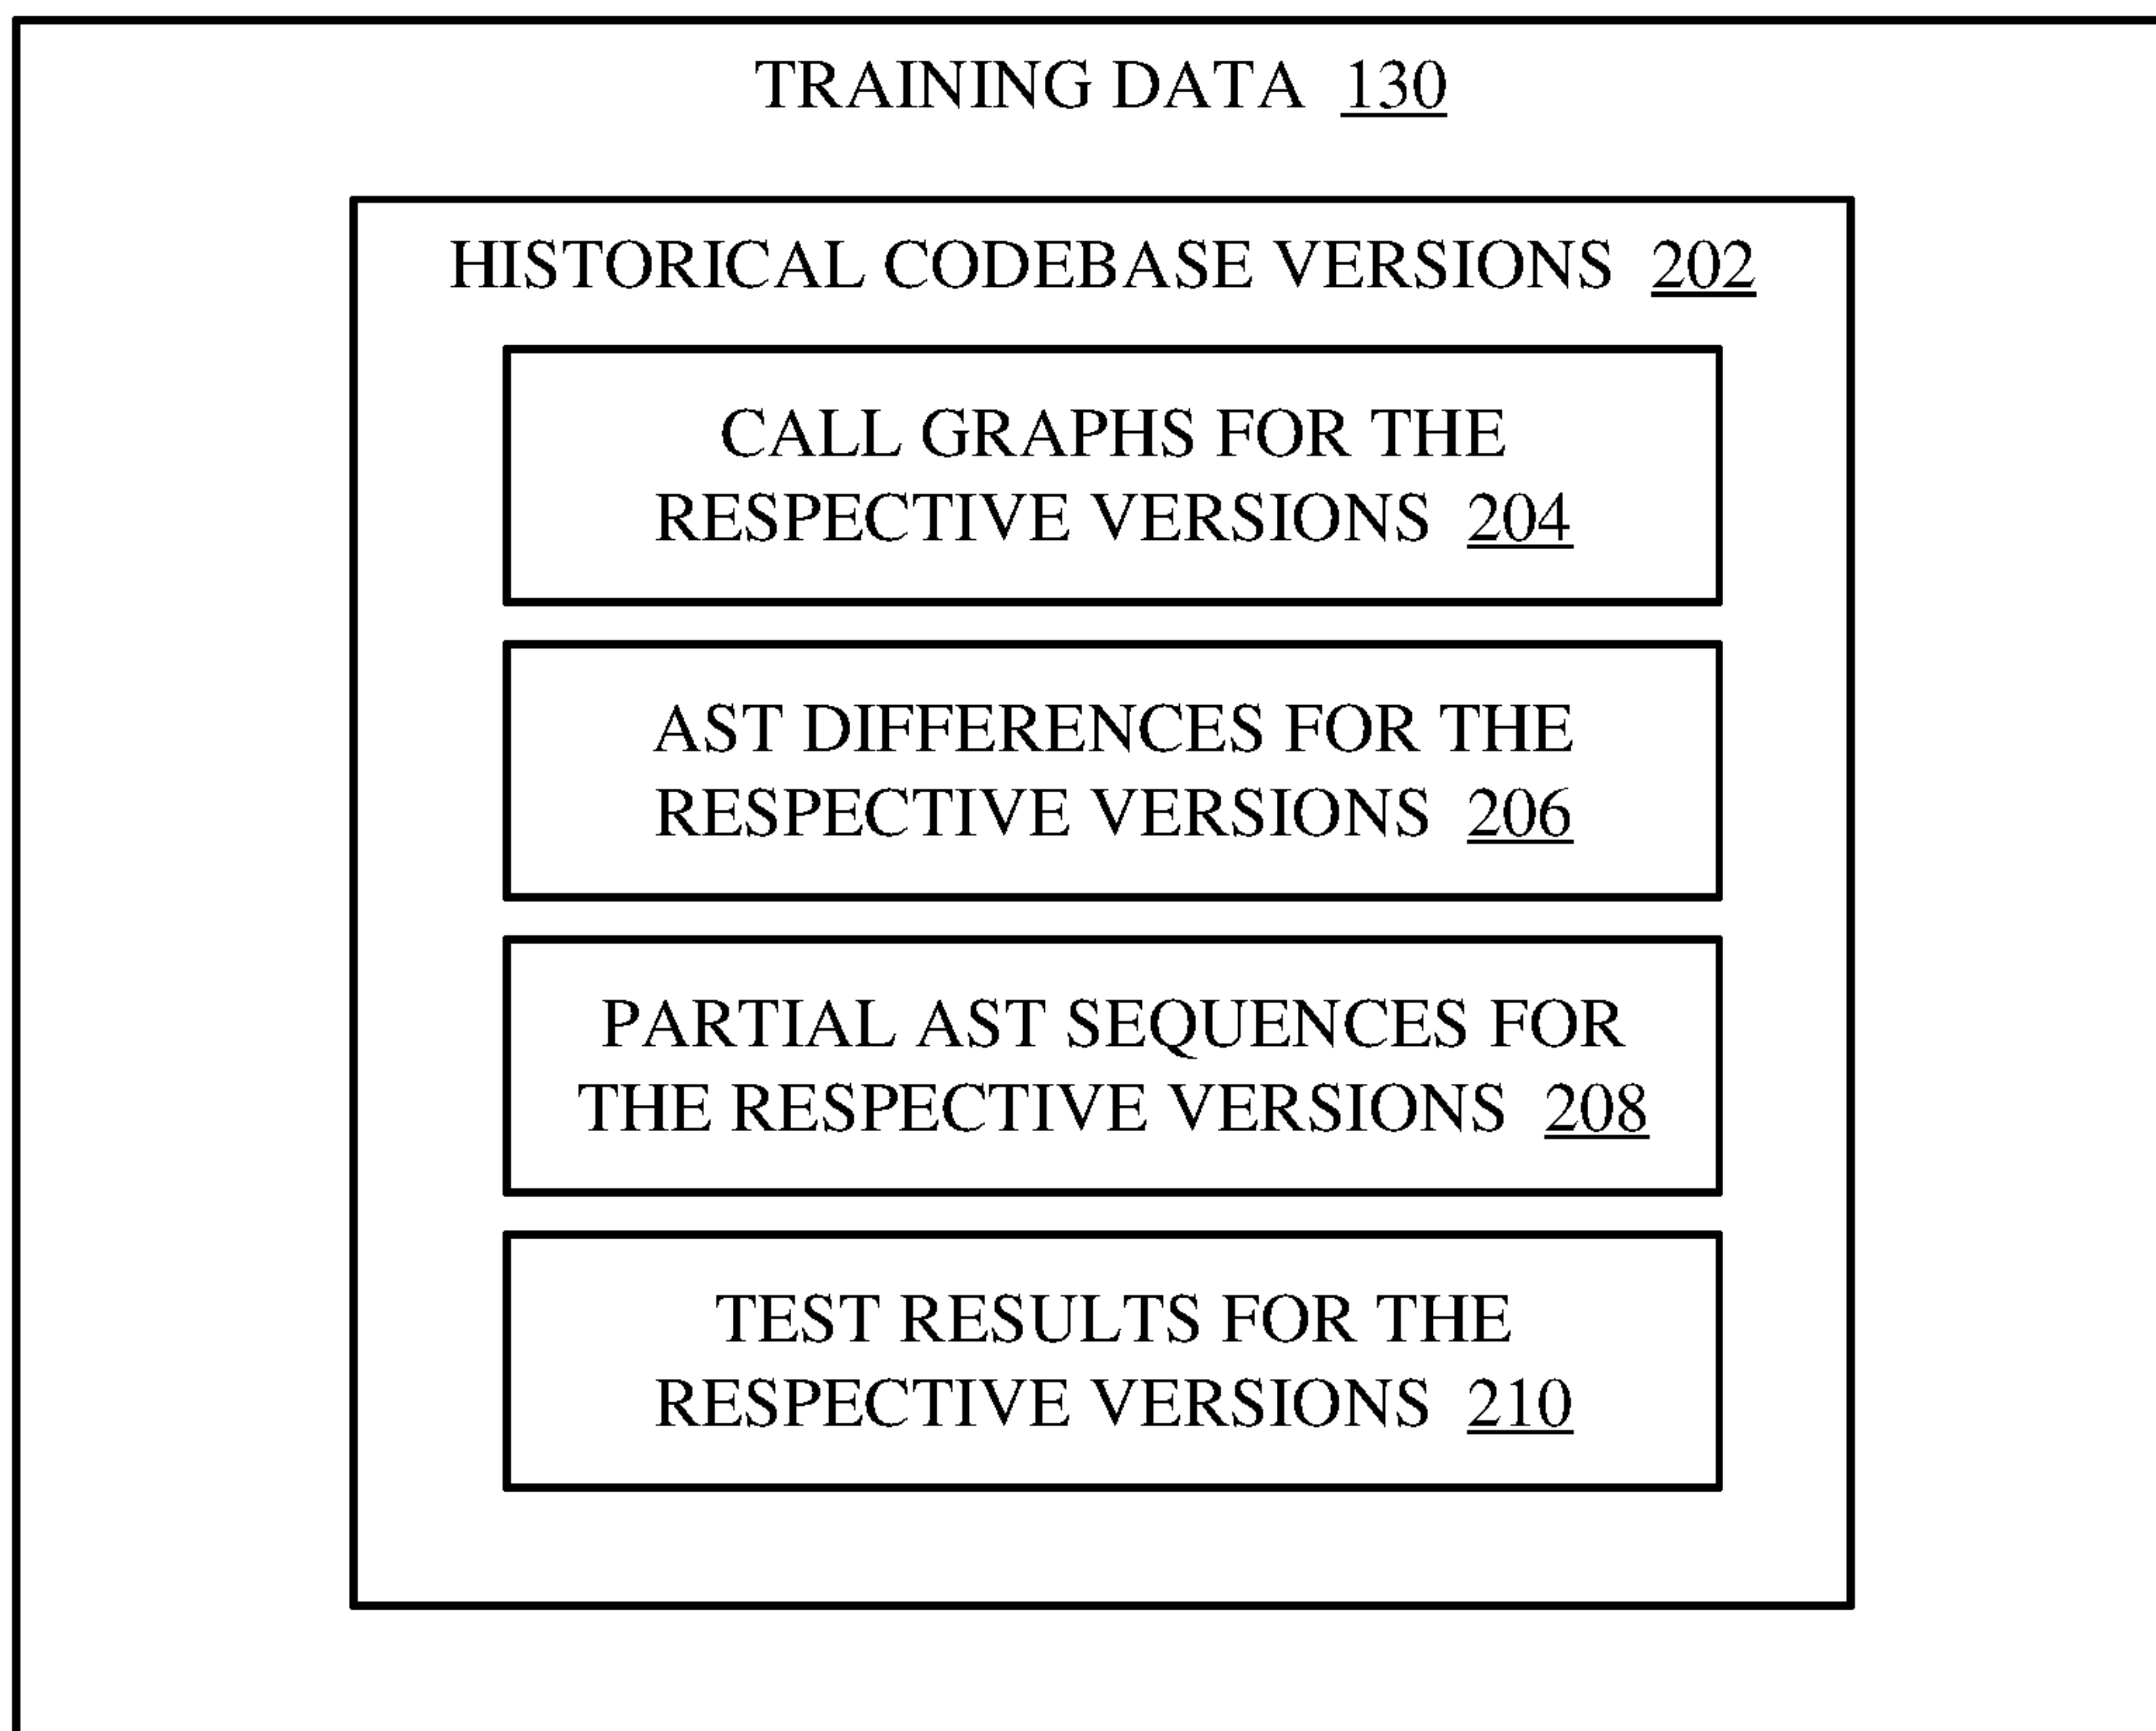 TRAINING DATA 130
HISTORICAL CODEBASE VERSIONS 202
CALL GRAPHS FOR THE
RESPECTIVE VERSIONS 204
AST DIFFERENCES FOR THE
RESPECTIVE VERSIONS 206
PARTIAL AST SEQUENCES FOR
THE RESPECTIVE VERSIONS 208
TEST RESULTS FOR THE
RESPECTIVE VERSIONS 210